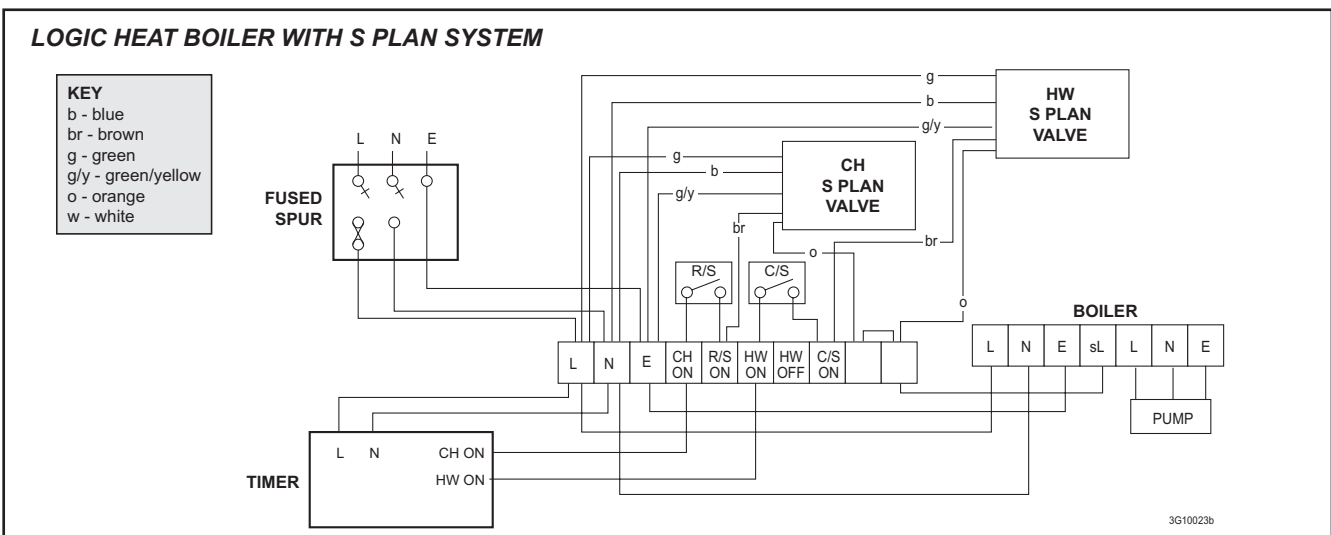 LOGIC HEAT BOILER WITH S PLAN SYSTEM
KEY
b - blue
br - brown
g - green
g/y - green/yellow
o - orange
w - white
L N E
FUSED
SPUR
g
b
g/y
HW
S PLAN
VALVE
g
b
g/y
br
o
CH
S PLAN
VALVE
br
o
R/S
C/S
BOILER
L N E CH ON R/S ON HW ON HW OFF C/S ON
L N E sL L N E
PUMP
TIMER
L N CH ON
HW ON
3G10023b